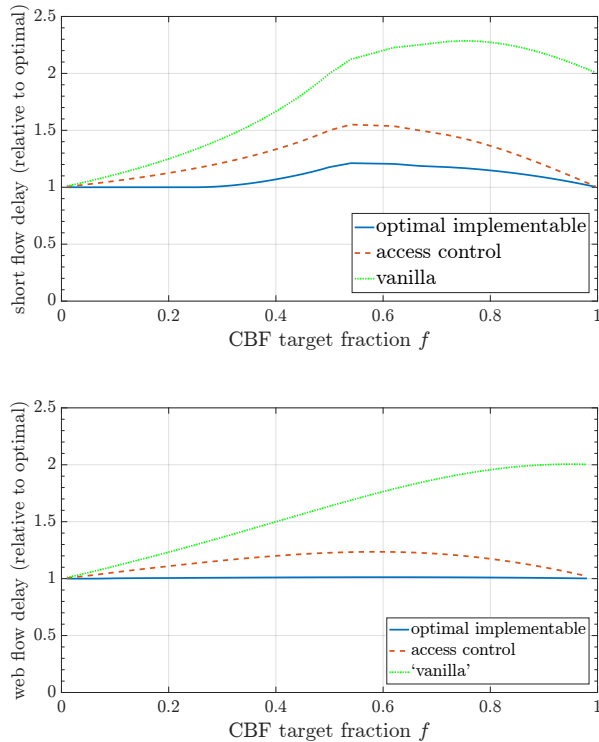 short flow delay (relative to optimal)
2.5
2
1.5
1
0.5
0
0
0.2
0.4
0.6
0.8
1
CBF target fraction f
optimal implementable
access control
vanilla
web flow delay (relative to optimal)
2.5
2
1.5
1
0.5
0
0
0.2
0.4
0.6
0.8
1
CBF target fraction f
optimal implementable
access control
‘vanilla’